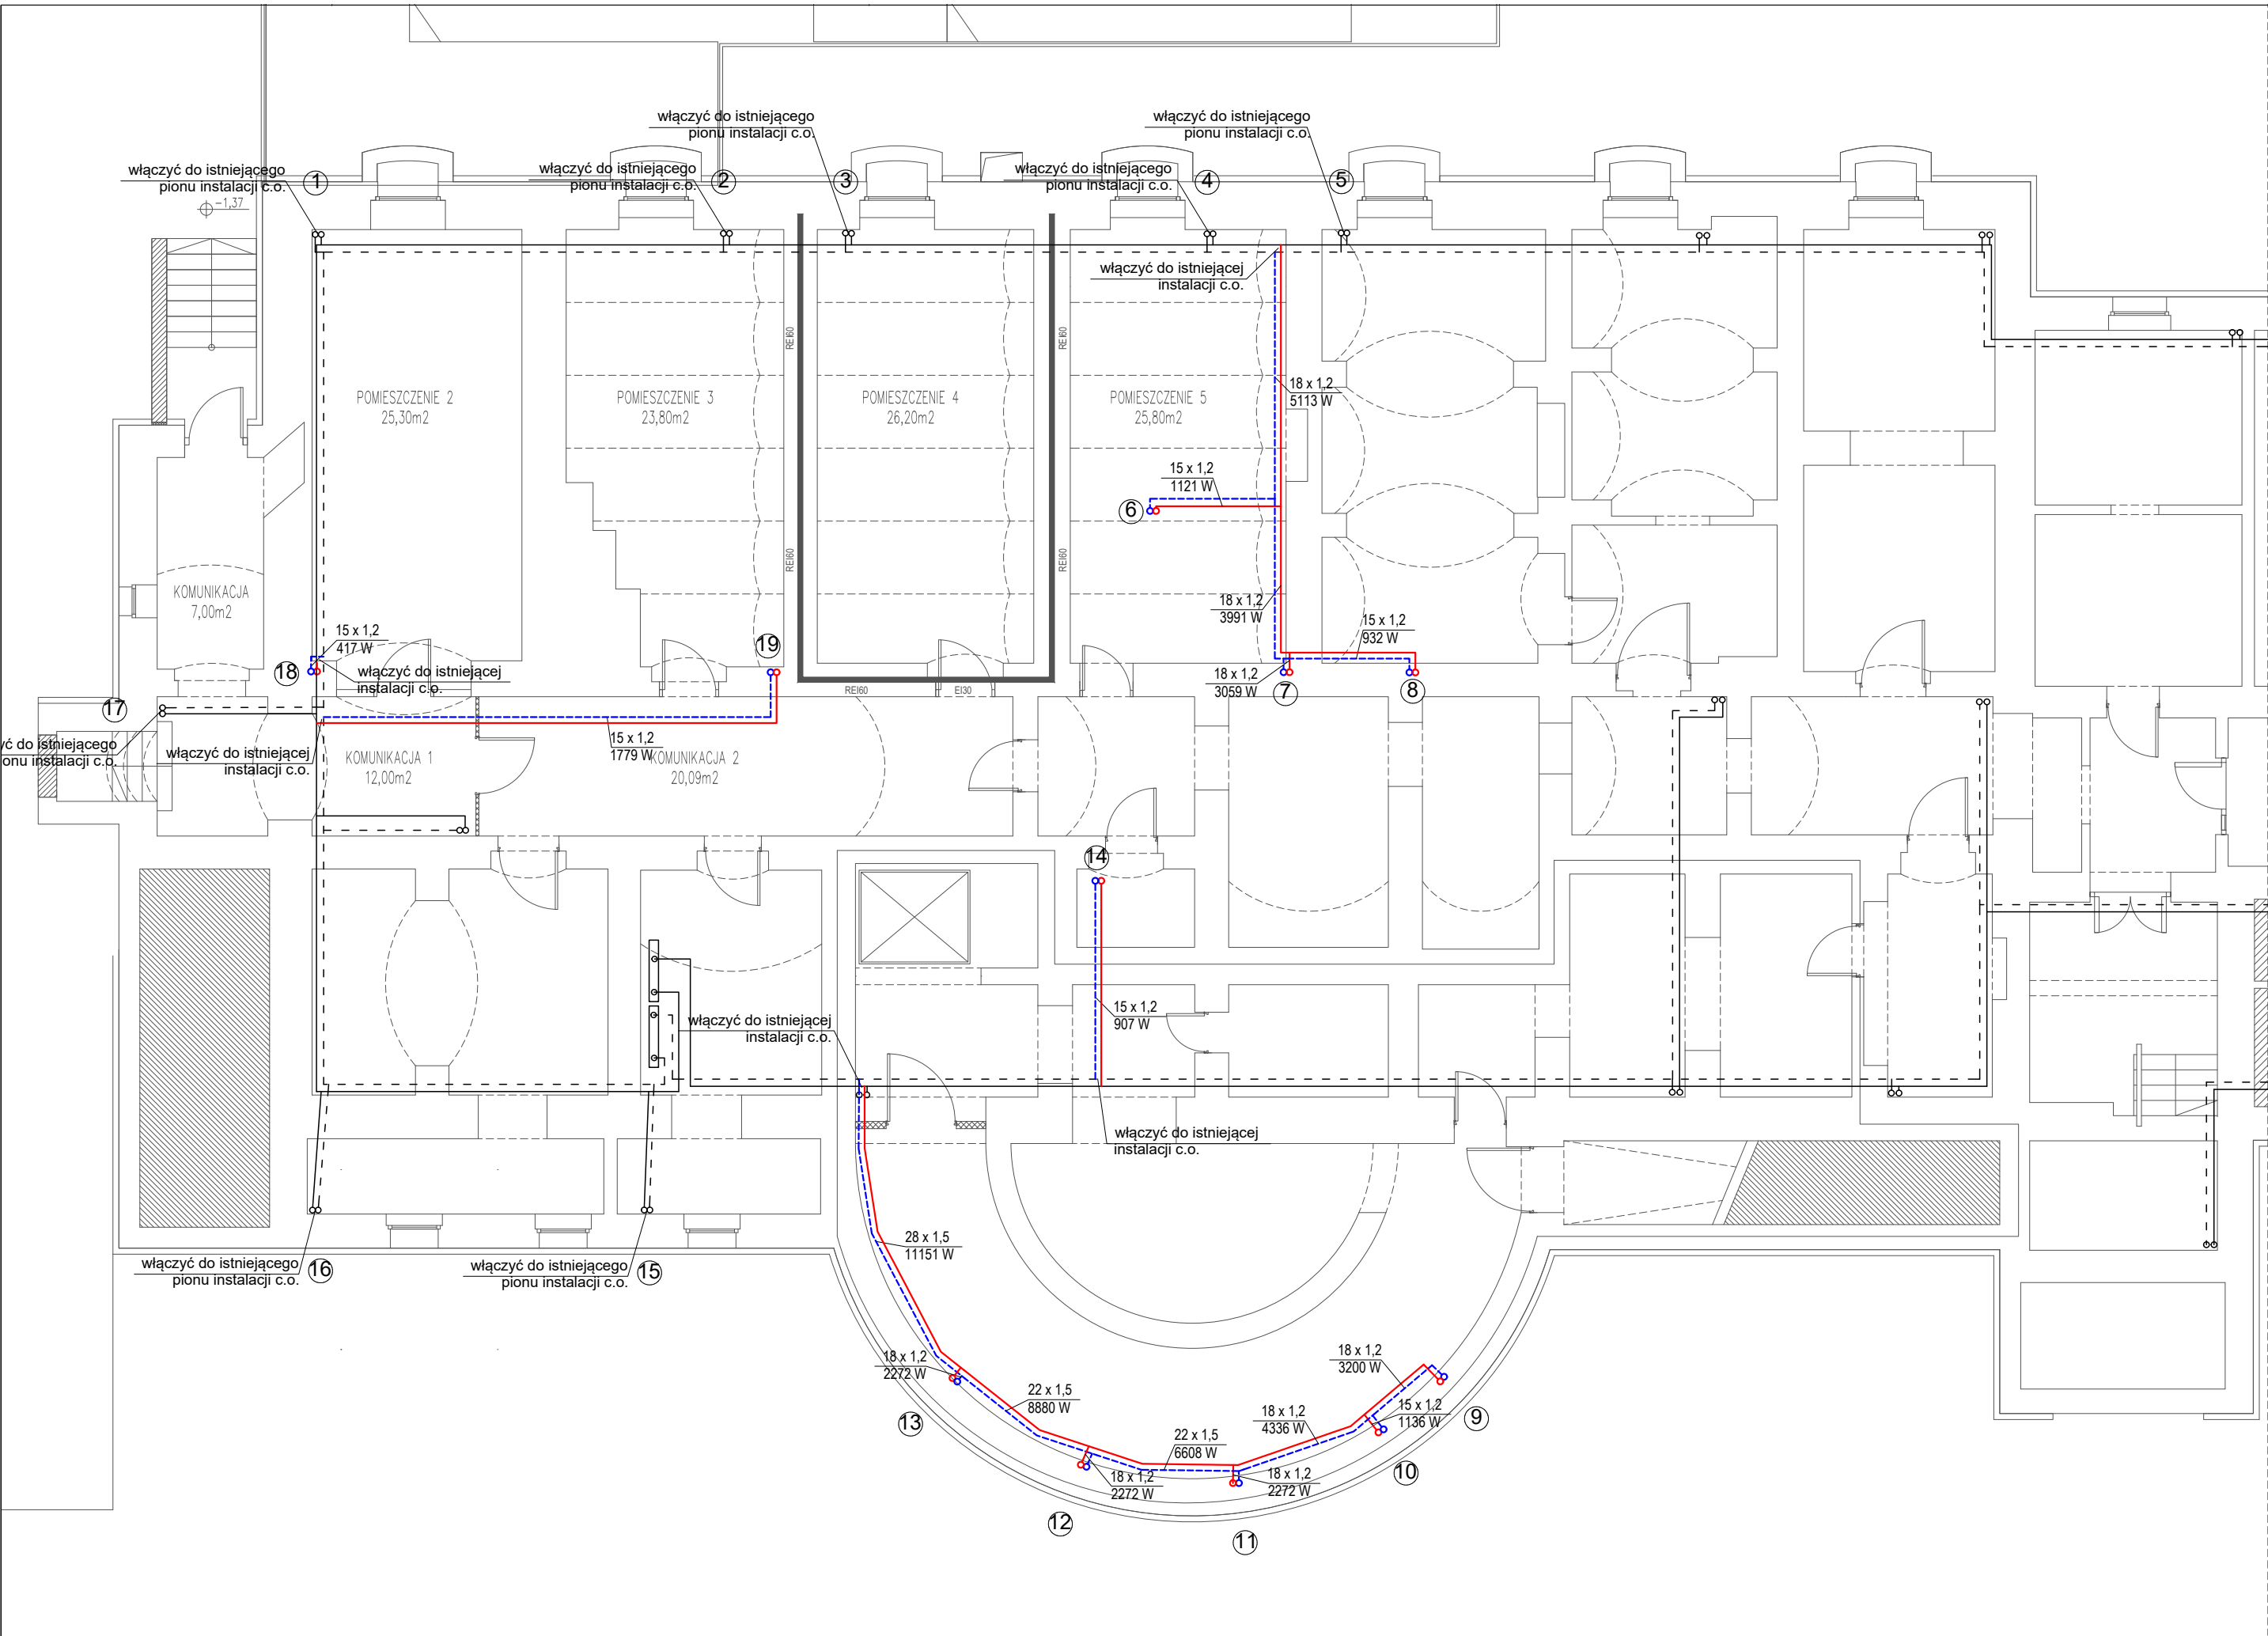 włączyć do istniejącego
pionu instalacji c.o.
włączyć do istniejącego
pionu instalacji c.o.
włączyć do istniejącego
pionu instalacji c.o.
1
włączyć do istniejącego
pionu instalacji c.o.
2
3
włączyć do istniejącego
pionu instalacji c.o.
4
5
-1,37
włączyć do istniejącej
instalacji c.o.
REI60
REI60
POMIESZCZENIE 2
25,30m2
POMIESZCZENIE 3
23,80m2
POMIESZCZENIE 4
26,20m2
POMIESZCZENIE 5
25,80m2
18 x 1,2
5113 W
15 x 1,2
1121 W
6
REI60
REI60
KOMUNIKACJA
7,00m2
18 x 1,2
3991 W
15 x 1,2
932 W
15 x 1,2
417 W
18
włączyć do istniejącej
instalacji c.o.
19
18 x 1,2
3059 W
7
8
REI60
EI30
17
yć do istniejącego
onu instalacji c.o.
włączyć do istniejącej
instalacji c.o.
15 x 1,2
1779 W
KOMUNIKACJA 1
12,00m2
KOMUNIKACJA 2
20,09m2
14
15 x 1,2
907 W
włączyć do istniejącej
instalacji c.o.
włączyć do istniejącej
instalacji c.o.
28 x 1,5
11151 W
włączyć do istniejącego
pionu instalacji c.o.
16
włączyć do istniejącego
pionu instalacji c.o.
15
18 x 1,2
2272 W
18 x 1,2
3200 W
22 x 1,5
8880 W
15 x 1,2
1136 W
18 x 1,2
4336 W
9
13
22 x 1,5
6608 W
18 x 1,2
2272 W
18 x 1,2
2272 W
10
12
11